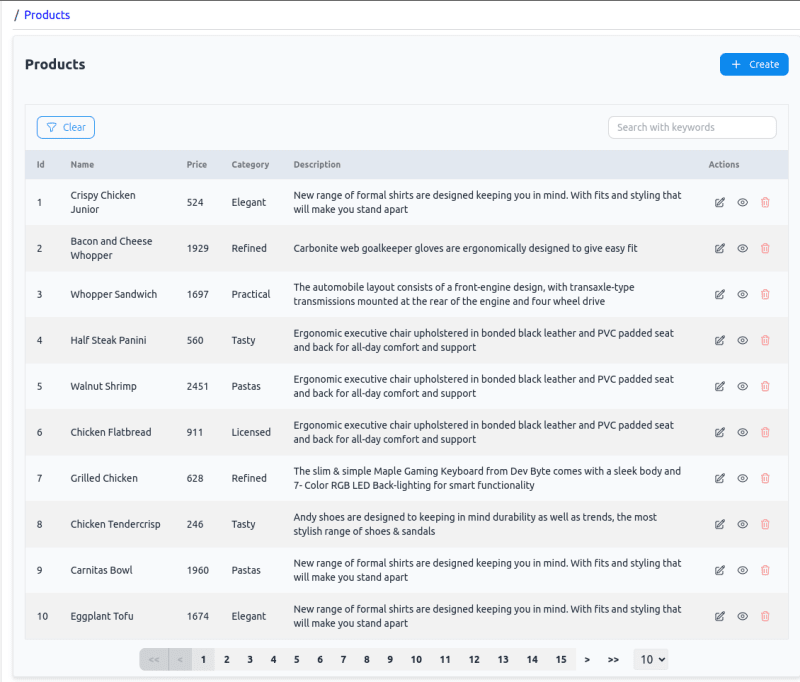 / Products
Products
+ Create
Clear
Search with keywords
Id Name Price Category Description Actions
1 Crispy Chicken Junior 524 Elegant New range of formal shirts are designed keeping you in mind. With fits and styling that
will make you stand apart
2 Bacon and Cheese Whopper 1929 Refined Carbonite web goalkeeper gloves are ergonomically designed to give easy fit
3 Whopper Sandwich 1697 Practical The automobile layout consists of a front-engine design, with transaxle-type
transmissions mounted at the rear of the engine and four wheel drive
4 Half Steak Panini 560 Tasty Ergonomic executive chair upholstered in bonded black leather and PVC padded seat
and back for all-day comfort and support
5 Walnut Shrimp 2451 Pastas Ergonomic executive chair upholstered in bonded black leather and PVC padded seat
and back for all-day comfort and support
6 Chicken Flatbread 911 Licensed Ergonomic executive chair upholstered in bonded black leather and PVC padded seat
and back for all-day comfort and support
7 Grilled Chicken 628 Refined The slim & simple Maple Gaming Keyboard from Dev Byte comes with a sleek body and
7- Color RGB LED Back-lighting for smart functionality
8 Chicken Tendercrisp 246 Tasty Andy shoes are designed to keeping in mind durability as well as trends, the most
stylish range of shoes & sandals
9 Carnitas Bowl 1960 Pastas New range of formal shirts are designed keeping you in mind. With fits and styling that
will make you stand apart
10 Eggplant Tofu 1674 Elegant New range of formal shirts are designed keeping you in mind. With fits and styling that
will make you stand apart
<< < 1 2 3 4 5 6 7 8 9 10 11 12 13 14 15 > >> 10